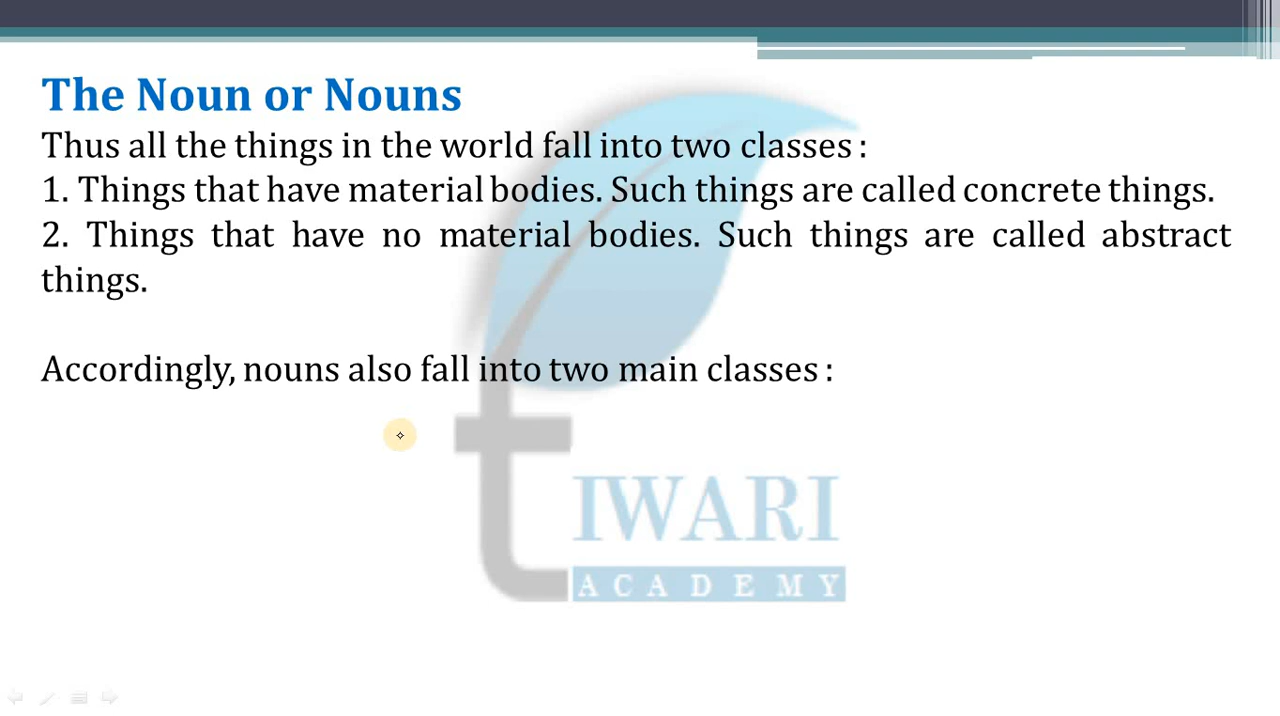 The Noun or Nouns
Thus all the things in the world fall into two classes :
1. Things that have material bodies. Such things are called concrete things.
2. Things that have no material bodies. Such things are called abstract
things.
Accordingly, nouns also fall into two main classes :
tIWARI
ACADEMY